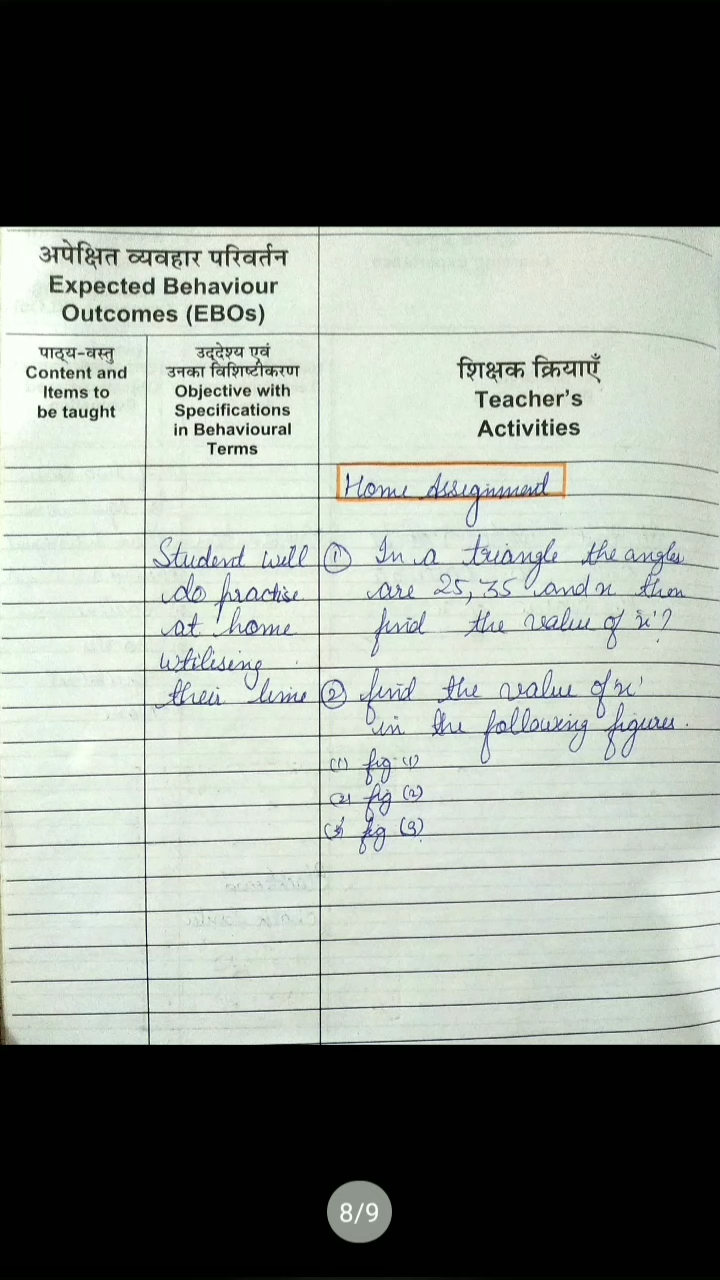 अपेक्षित व्यवहार परिवर्तन
Expected Behaviour
Outcomes (EBOs)
पाठ्य-वस्तु
Content and
Items to
be taught
उद्देश्य एवं
उनका विशिष्टीकरण
Objective with
Specifications
in Behavioural
Terms
शिक्षक क्रियाएँ
Teacher's
Activities
Home Assignment
Student will
do practise
at home
utilising
their time
① In a triangle the angles
are 25, 35 and x then
find the value of 'x'?
② find the value of 'x'
in the following figures.
(1) fig (1)
(2) fig (2)
(3) fig (3)
8/9